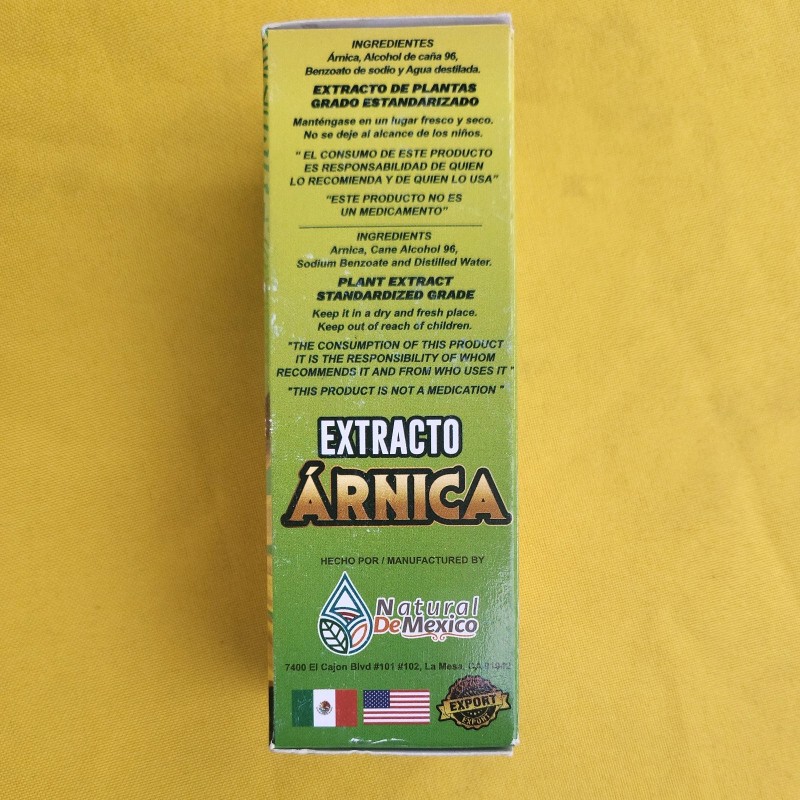 INGREDIENTES
Árnica, Alcohol de caña 96,
Benzoato de sodio y Agua destilada.
EXTRACTO DE PLANTAS
GRADO ESTANDARIZADO
Manténgase en un lugar fresco y seco.
No se deje al alcance de los niños.
" EL CONSUMO DE ESTE PRODUCTO
ES RESPONSABILIDAD DE QUIEN
LO RECOMIENDA Y DE QUIEN LO USA"
"ESTE PRODUCTO NO ES
UN MEDICAMENTO"
INGREDIENTS
Arnica, Cane Alcohol 96,
Sodium Benzoate and Distilled Water.
PLANT EXTRACT
STANDARDIZED GRADE
Keep it in a dry and fresh place.
Keep out of reach of children.
"THE CONSUMPTION OF THIS PRODUCT
IT IS THE RESPONSIBILITY OF WHOM
RECOMMENDS IT AND FROM WHO USES IT "
"THIS PRODUCT IS NOT A MEDICATION "
EXTRACTO
ÁRNICA
HECHO POR / MANUFACTURED BY
Natural
De Mexico
7400 El Cajon Blvd #101 #102, La Mesa,
EXPORT
EXPORT